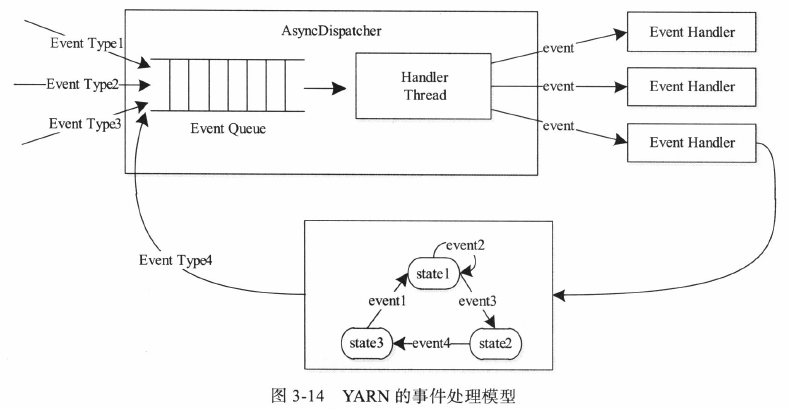 AsyncDispatcher
Event Type1
Event Type2
Event Type3
Event Queue
Handler
Thread
event
event
event
Event Handler
Event Handler
Event Handler
Event Type4
event2
state1
event1
event3
state3
event4
state2
图 3-14 YARN 的事件处理模型